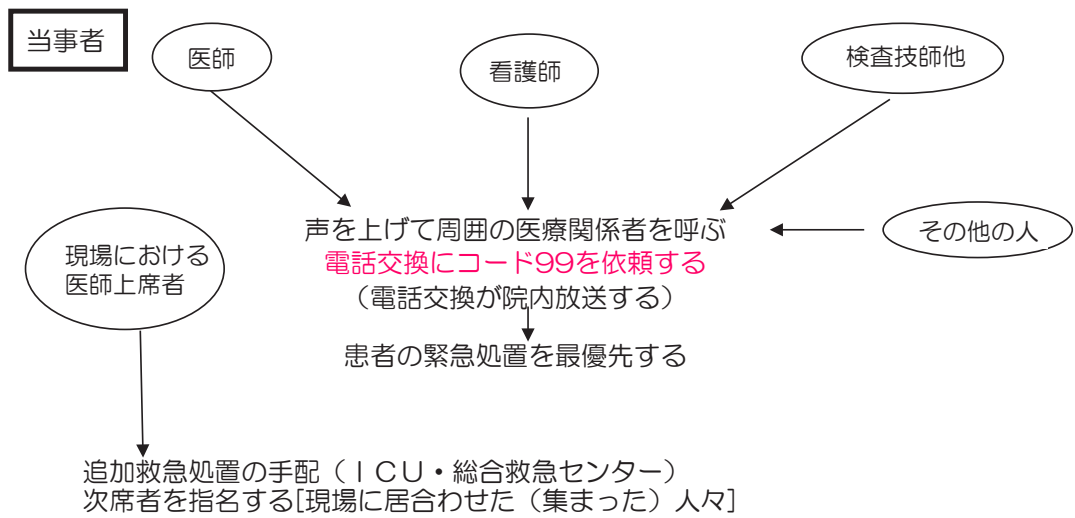 当事者
医師
看護師
検査技師他
声を上げて周囲の医療関係者を呼ぶ
電話交換にコード99を依頼する
（電話交換が院内放送する）
その他の人
現場における
医師上席者
患者の緊急処置を最優先する
追加救急処置の手配（ＩＣＵ・総合救急センター）
次席者を指名する[現場に居合わせた（集まった）人々]